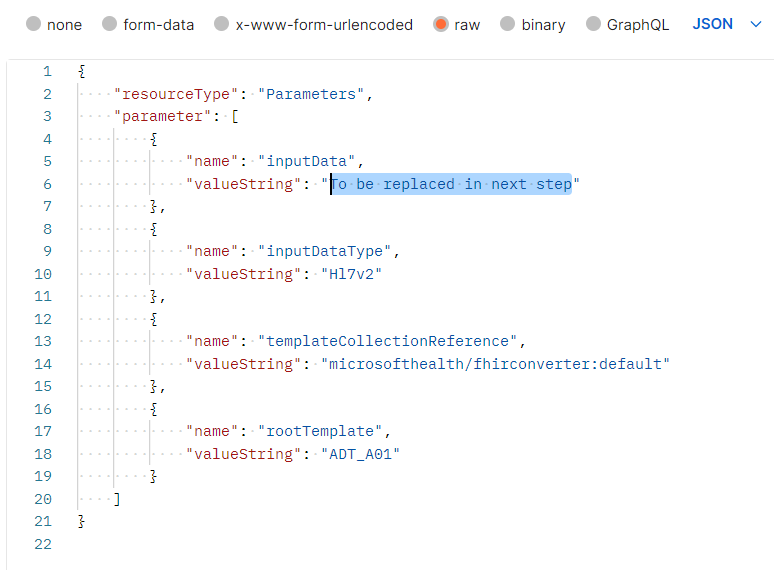 none form-data x-www-form-urlencoded raw binary GraphQL JSON
1 {
2 "resourceType": "Parameters",
3 "parameter": [
4 {
5 "name": "inputData",
6 "valueString": "To be replaced in next step"
7 },
8 {
9 "name": "inputDataType",
10 "valueString": "Hl7v2"
11 },
12 {
13 "name": "templateCollectionReference",
14 "valueString": "microsofthealth/fhirconverter:default"
15 },
16 {
17 "name": "rootTemplate",
18 "valueString": "ADT_A01"
19 }
20 ]
21 }
22